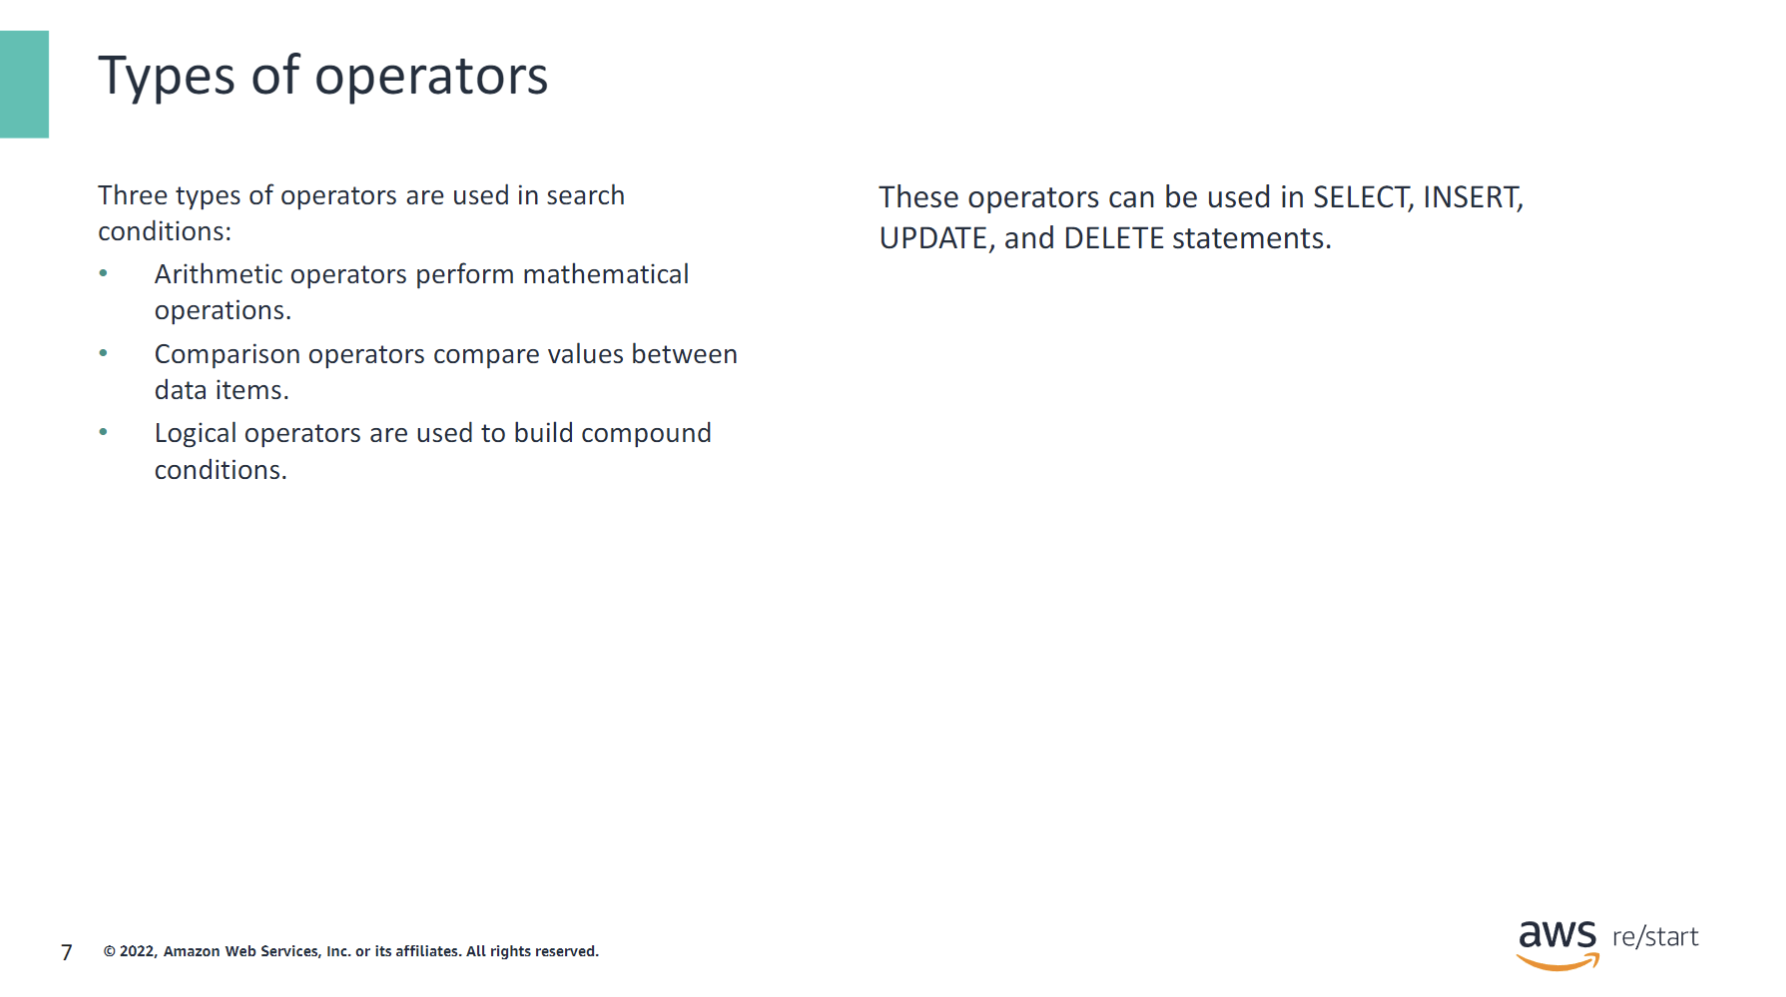 Types of operators
Three types of operators are used in search
conditions:
• Arithmetic operators perform mathematical
operations.
• Comparison operators compare values between
data items.
• Logical operators are used to build compound
conditions.
These operators can be used in SELECT, INSERT,
UPDATE, and DELETE statements.
7 © 2022, Amazon Web Services, Inc. or its affiliates. All rights reserved.
aws re/start